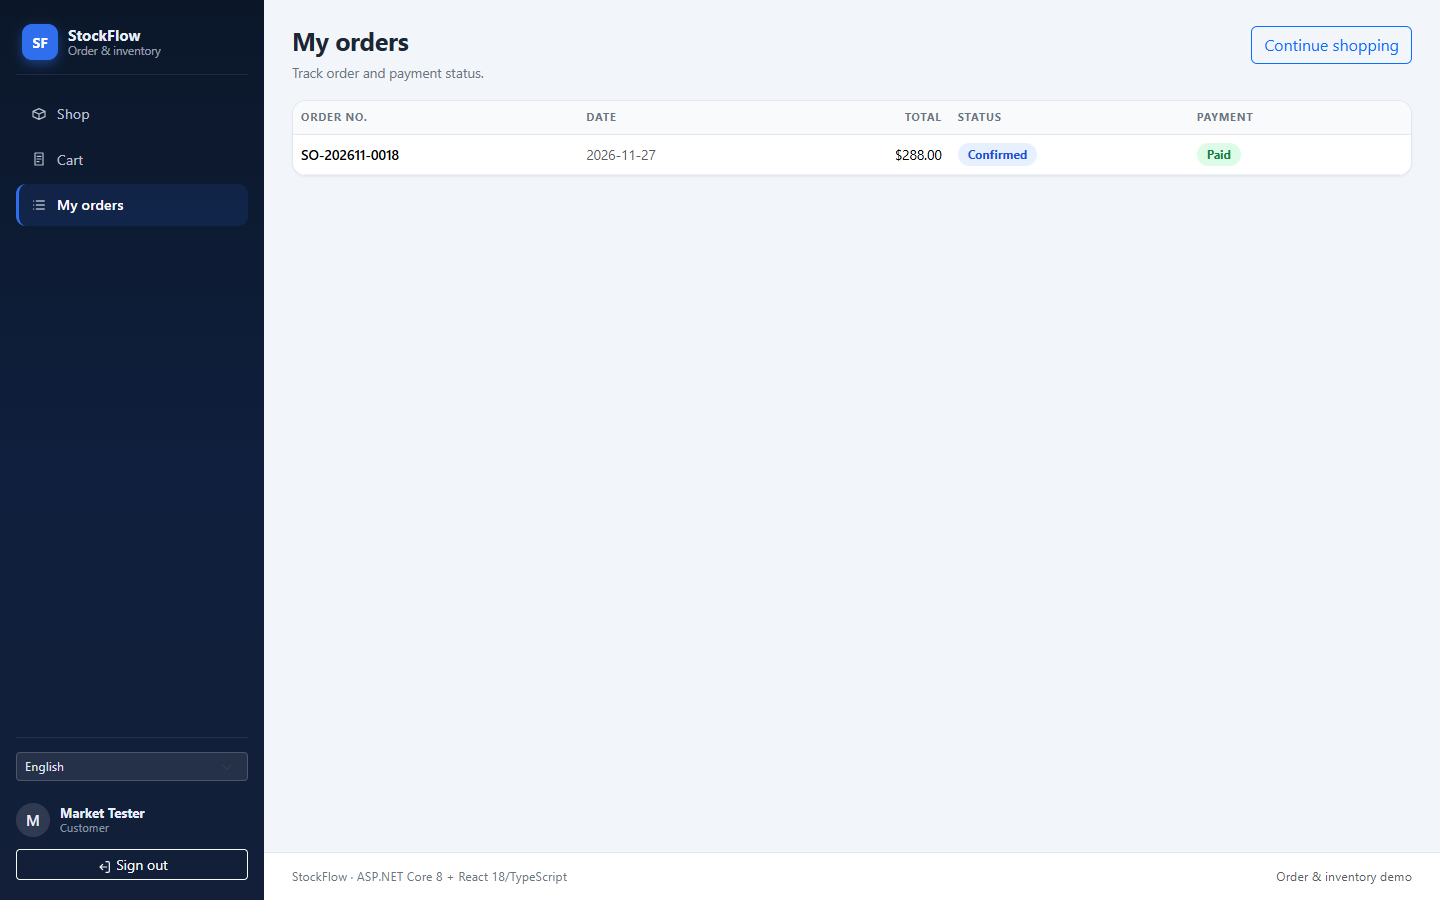 SF
StockFlow
Order & inventory
Shop
Cart
My orders
English
M
Market Tester
Customer
Sign out
My orders
Track order and payment status.
Continue shopping
ORDER NO. DATE TOTAL STATUS PAYMENT
SO-202611-0018 2026-11-27 $288.00 Confirmed Paid
StockFlow · ASP.NET Core 8 + React 18/TypeScript
Order & inventory demo